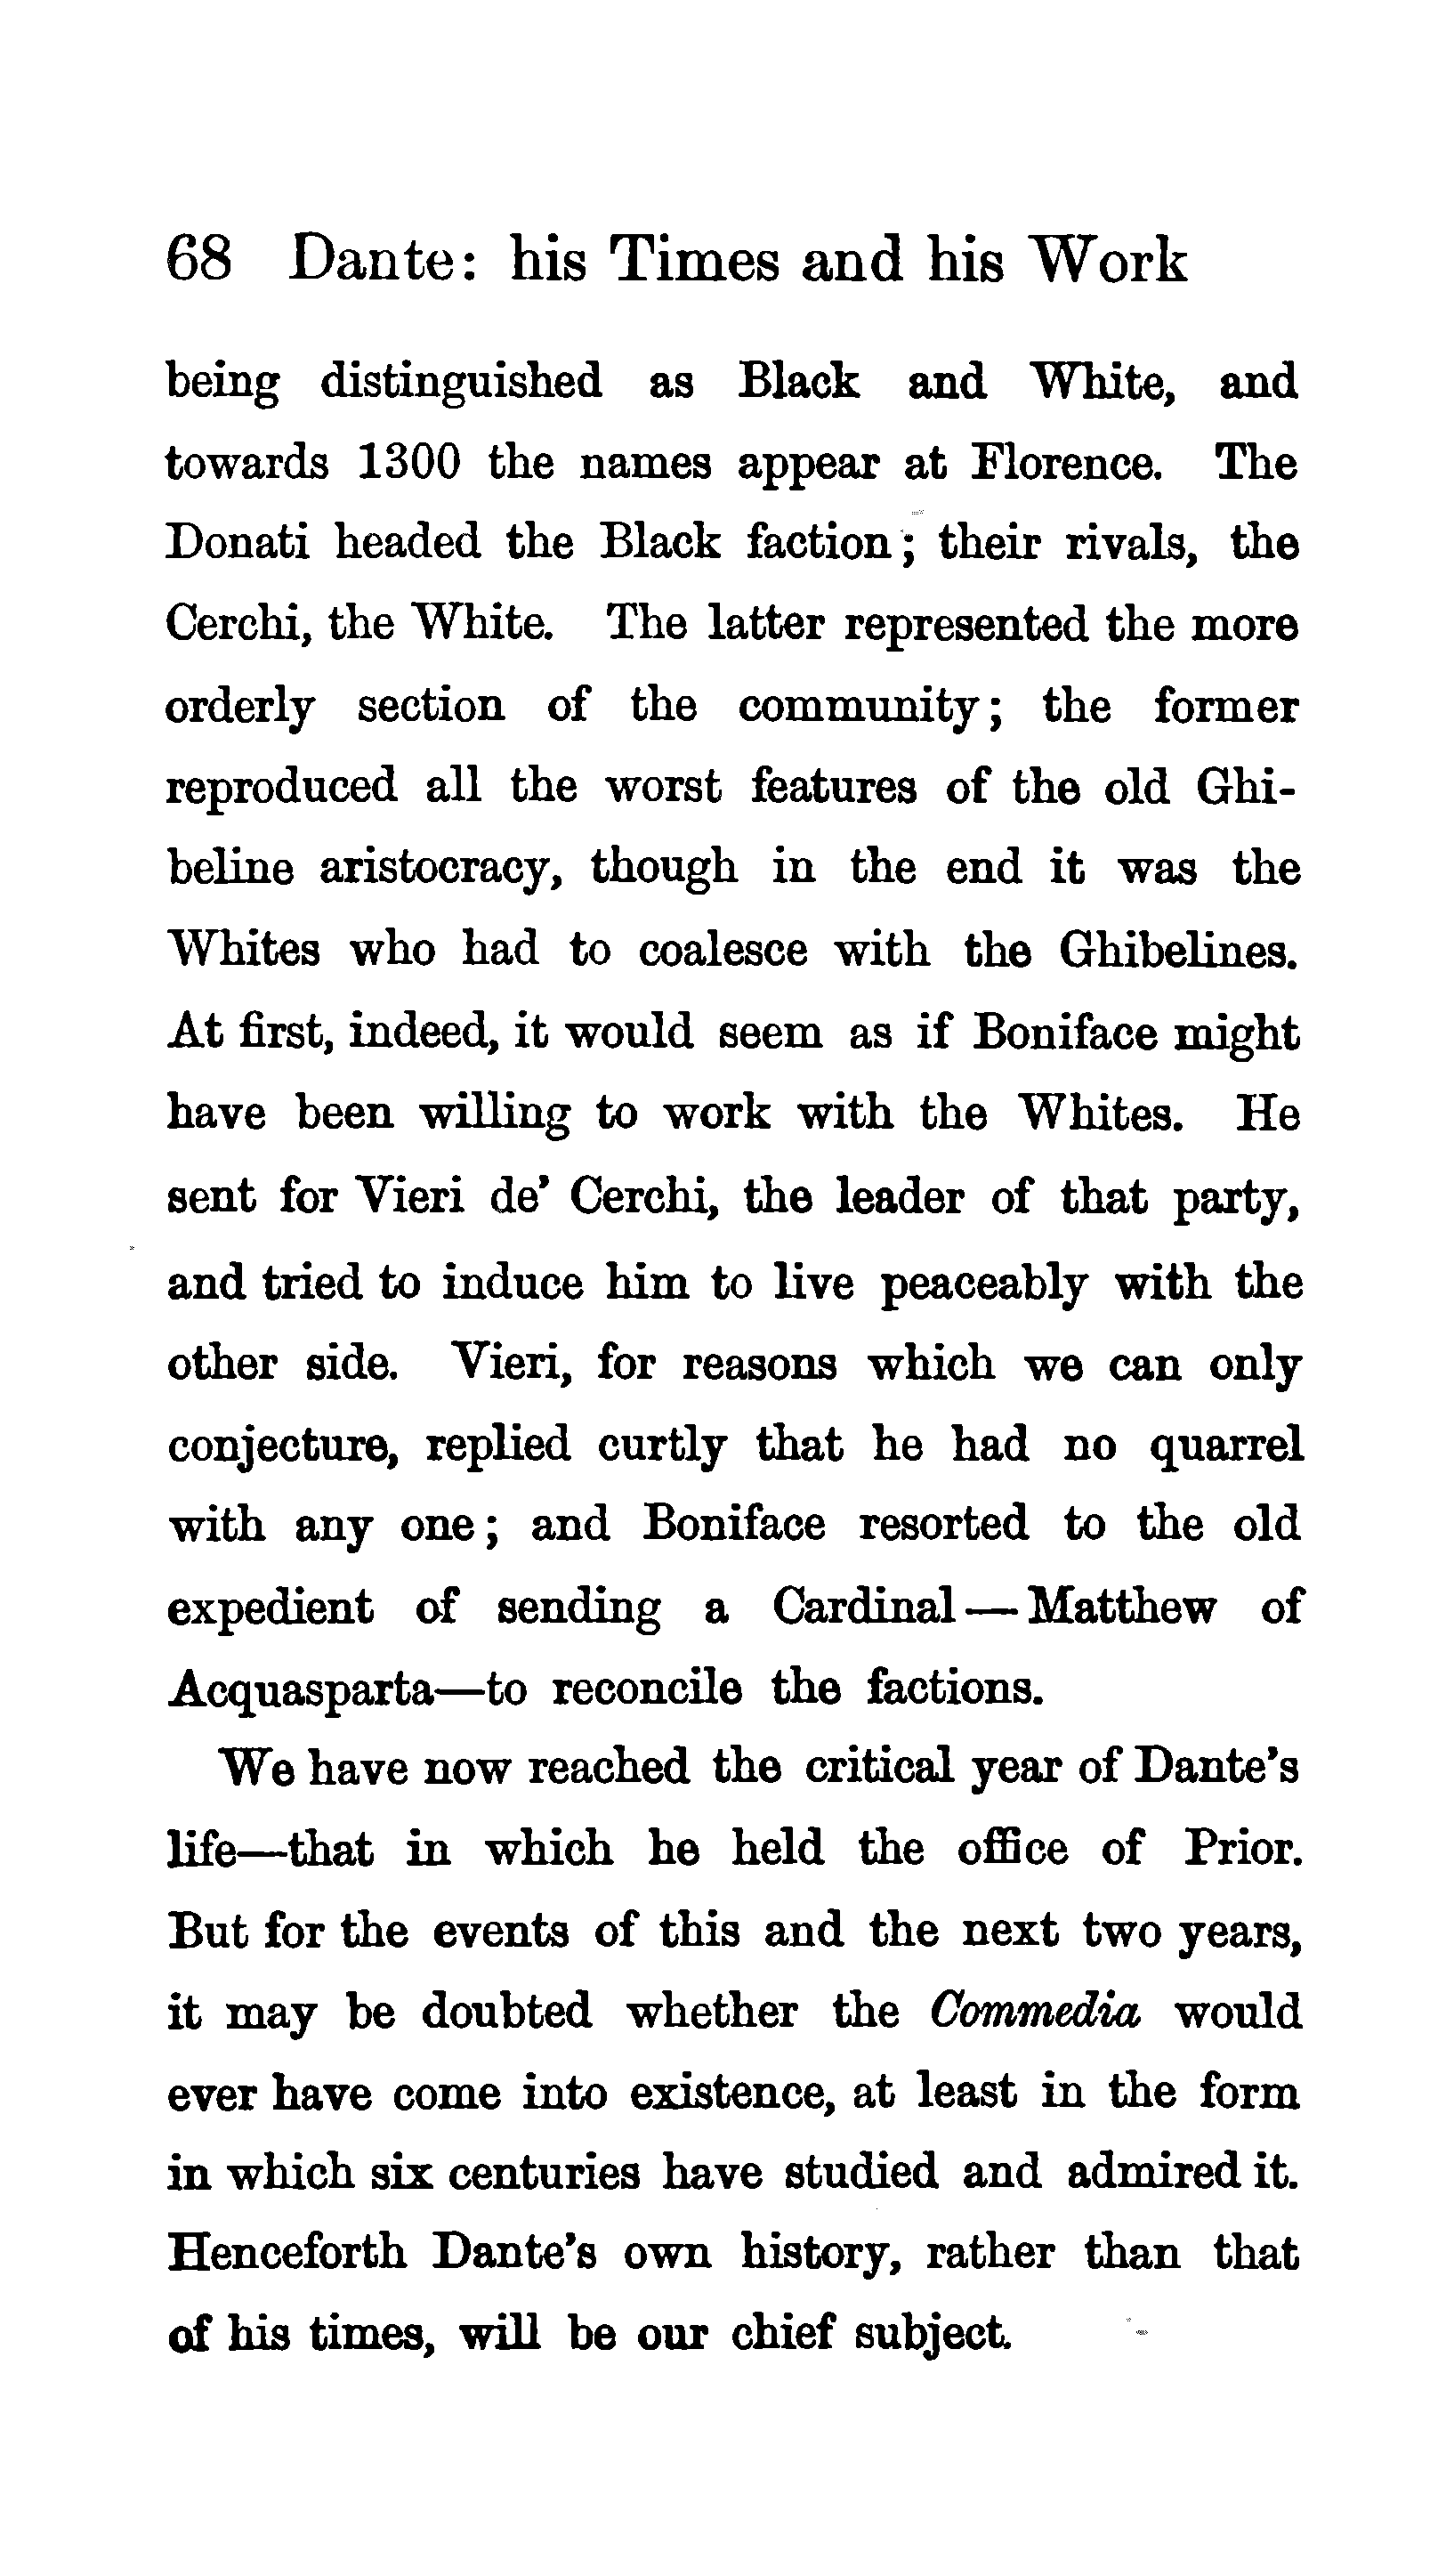 68 Dante: his Times and his Work
being distinguished as Black and White, and
towards 1300 the names appear at Florence. The
Donati headed the Black faction; their rivals, the
Cerchi, the White. The latter represented the more
orderly section of the community; the former
reproduced all the worst features of the old Ghi-
beline aristocracy, though in the end it was the
Whites who had to coalesce with the Ghibelines.
At first, indeed, it would seem as if Boniface might
have been willing to work with the Whites. He
sent for Vieri de' Cerchi, the leader of that party,
and tried to induce him to live peaceably with the
other side. Vieri, for reasons which we can only
conjecture, replied curtly that he had no quarrel
with any one; and Boniface resorted to the old
expedient of sending a Cardinal—Matthew of
Acquasparta—to reconcile the factions.
We have now reached the critical year of Dante's
life—that in which he held the office of Prior.
But for the events of this and the next two years,
it may be doubted whether the Commedia would
ever have come into existence, at least in the form
in which six centuries have studied and admired it.
Henceforth Dante's own history, rather than that
of his times, will be our chief subject.